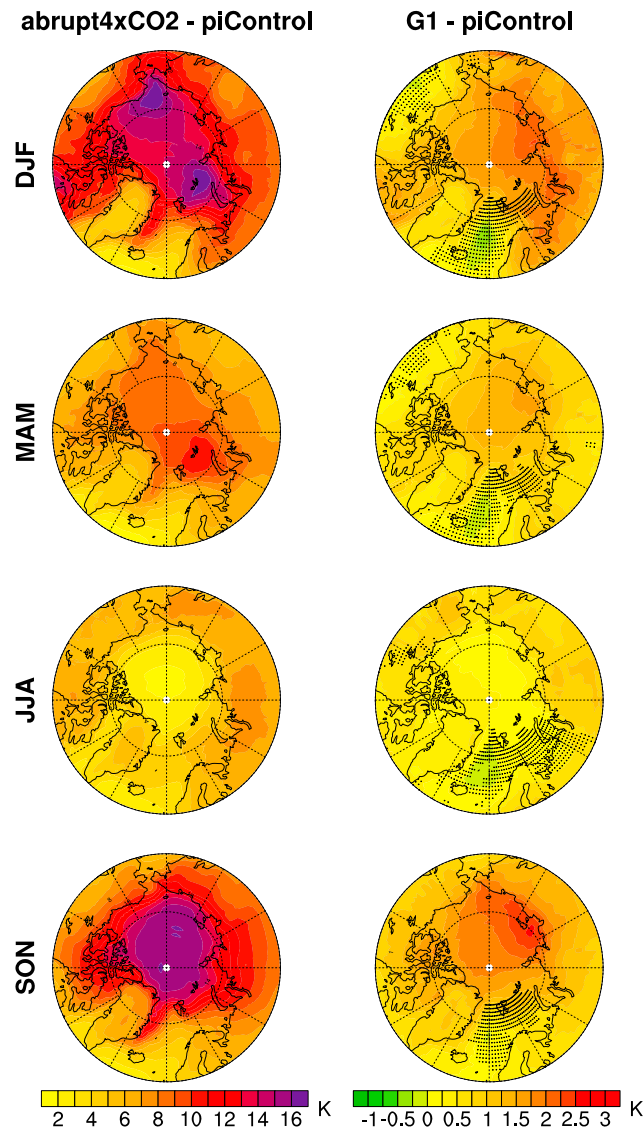 abrupt4xCO2 - piControl
G1 - piControl
DJF
MAM
JJA
SON
2 4 6 8 10 12 14 16 K
-1 -0.5 0 0.5 1 1.5 2 2.5 3 K